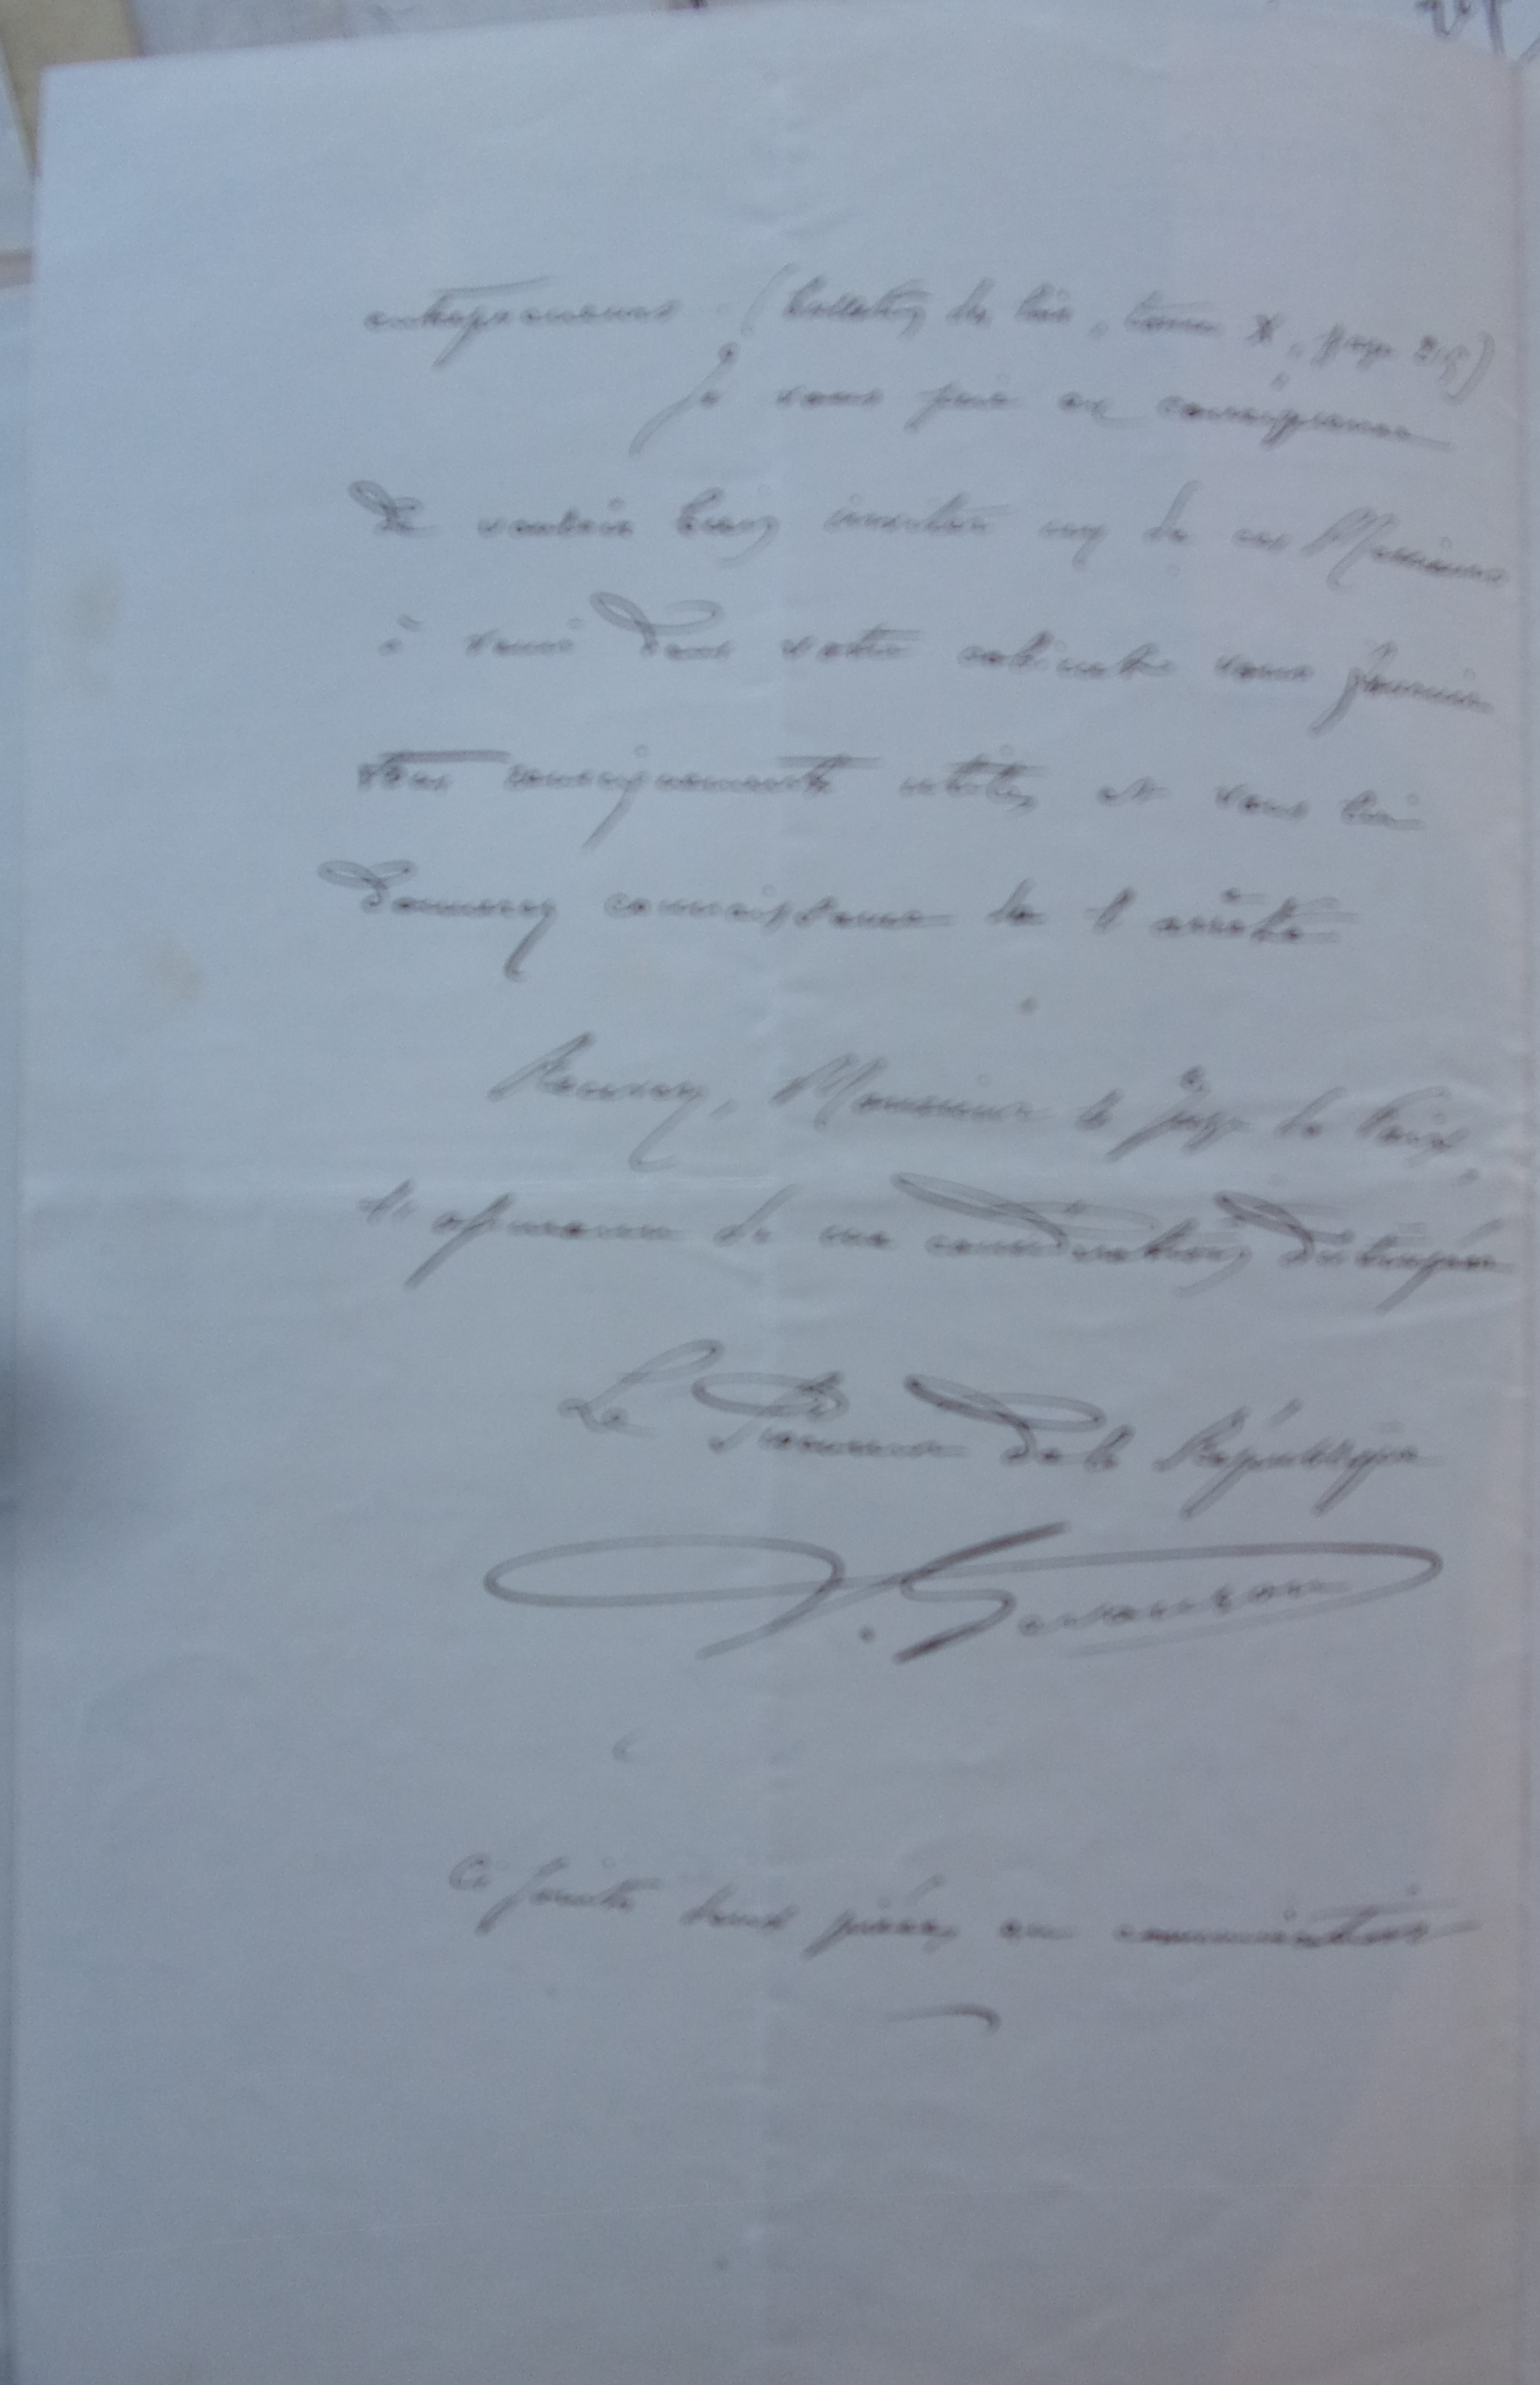 entrepreneurs. (Bulletin des lois, tome X, page 215)
Je vous prie en conséquence
de vouloir bien inviter un de ces Messieurs
à venir dans votre cabinet vous fournir
tous renseignements utiles et vous lui
donnerez connaissance de l'arrêté
Recevez, Monsieur le Juge de Paix,
l'assurance de ma considération distinguée
Le Procureur de la République
Ci joint deux pièces en communication